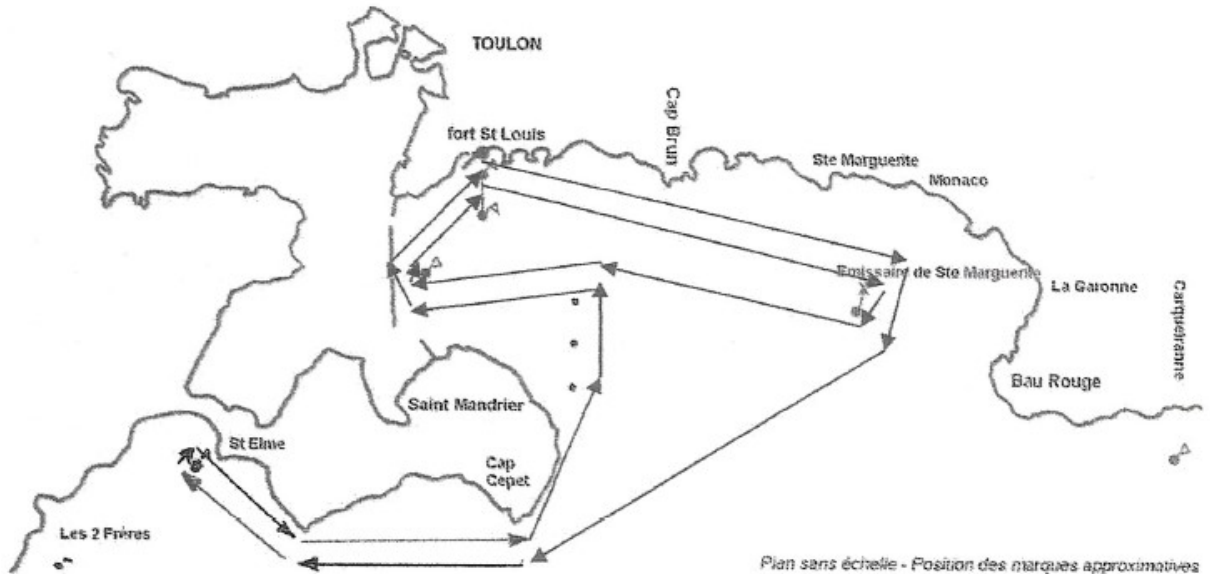 TOULON
fort St Louis
Cap Brun
Ste Marguerite
Monaco
Emissaire de Ste Marguerite
La Garonne
Carqueiranne
Bau Rouge
Saint Mandrier
St Elme
Cap
Cepet
Les 2 Frères
Plan sans échelle - Position des marques approximatives